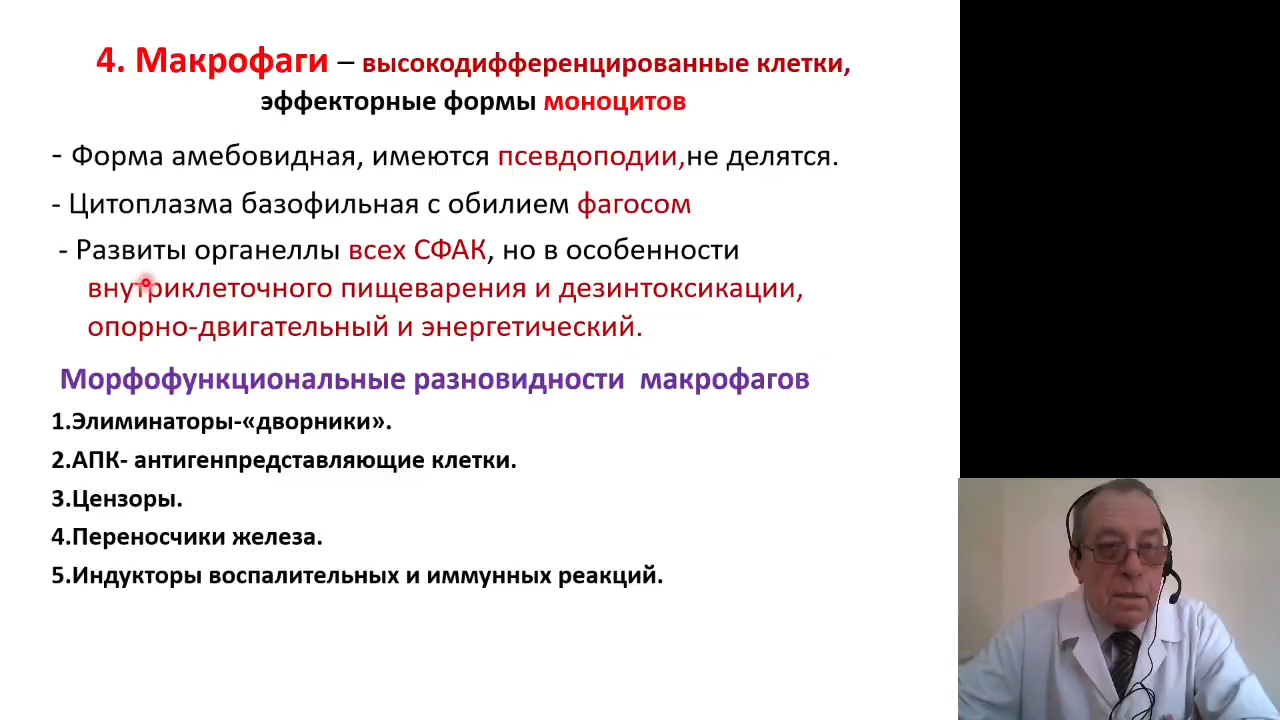 4. Макрофаги – высокодифференцированные клетки,
эффекторные формы моноцитов
- Форма амебовидная, имеются псевдоподии,не делятся.
- Цитоплазма базофильная с обилием фагосом
- Развиты органеллы всех СФАК, но в особенности
внутриклеточного пищеварения и дезинтоксикации,
опорно-двигательный и энергетический.
Морфофункциональные разновидности макрофагов
1.Элиминаторы-«дворники».
2.АПК- антигенпредставляющие клетки.
3.Цензоры.
4.Переносчики железа.
5.Индукторы воспалительных и иммунных реакций.